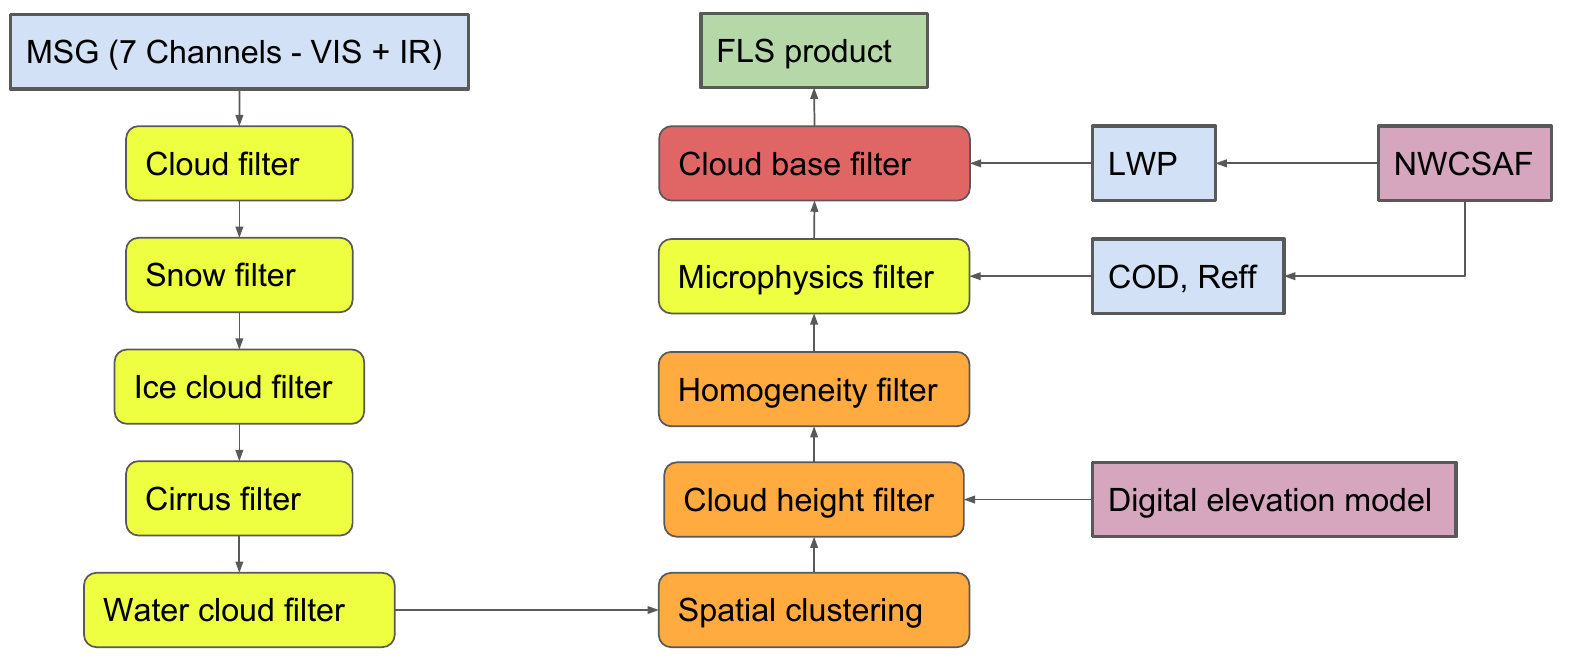 MSG (7 Channels - VIS + IR)
Cloud filter
Snow filter
Ice cloud filter
Cirrus filter
Water cloud filter
FLS product
Cloud base filter
Microphysics filter
Homogeneity filter
Cloud height filter
Spatial clustering
LWP
NWCSAF
COD, Reff
Digital elevation model